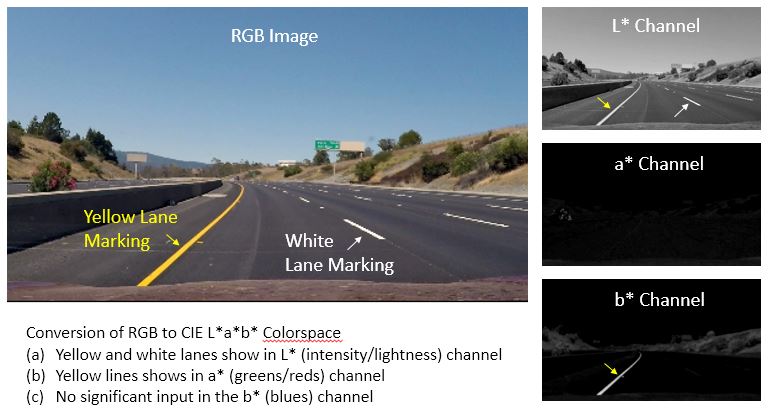 RGB Image
Yellow Lane
Marking
White
Lane Marking
L* Channel
a* Channel
b* Channel
Conversion of RGB to CIE L*a*b* Colorspace
(a) Yellow and white lanes show in L* (intensity/lightness) channel
(b) Yellow lines shows in a* (greens/reds) channel
(c) No significant input in the b* (blues) channel